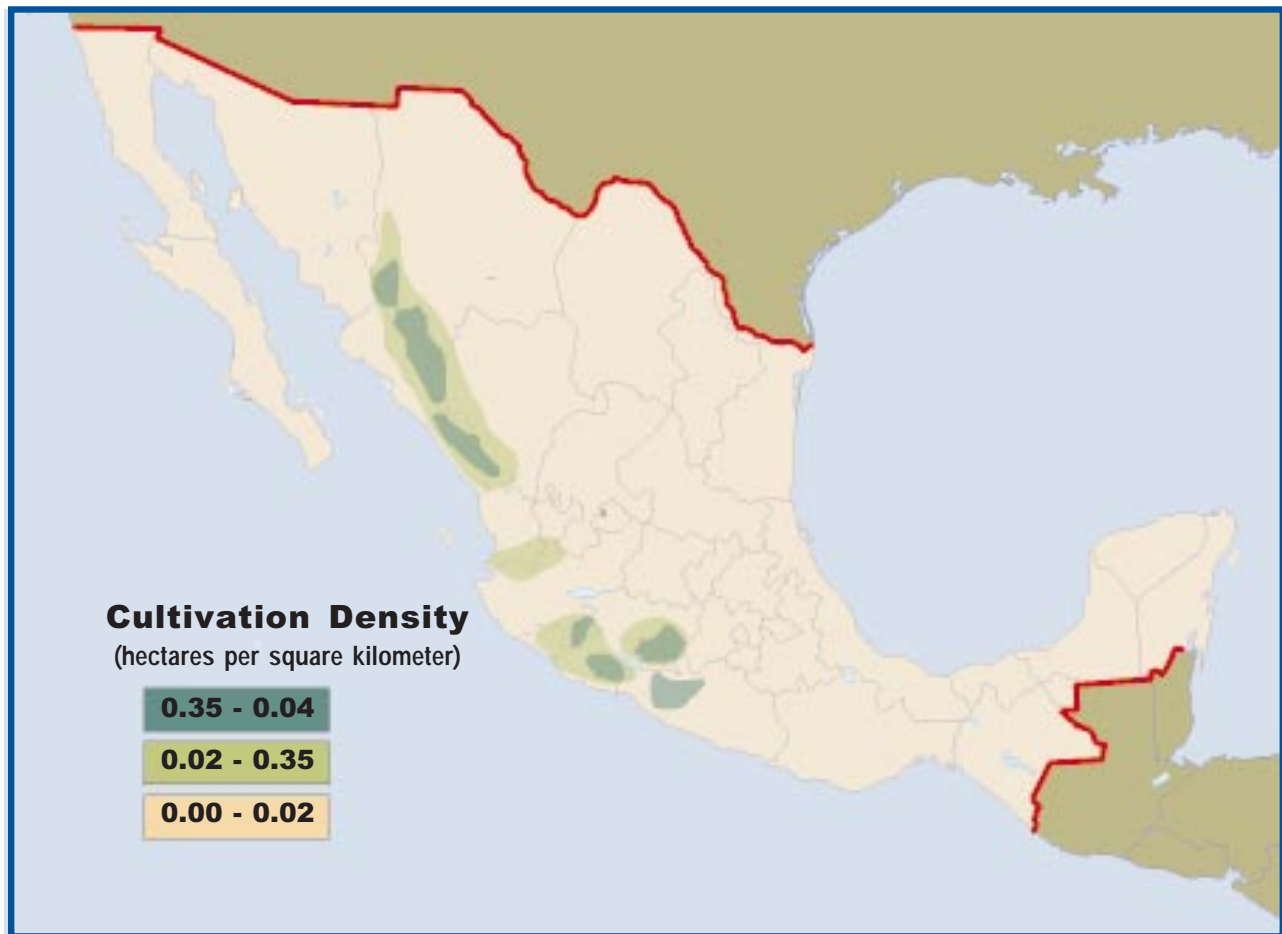 Cultivation Density
(hectares per square kilometer)
0.35 - 0.04
0.02 - 0.35
0.00 - 0.02